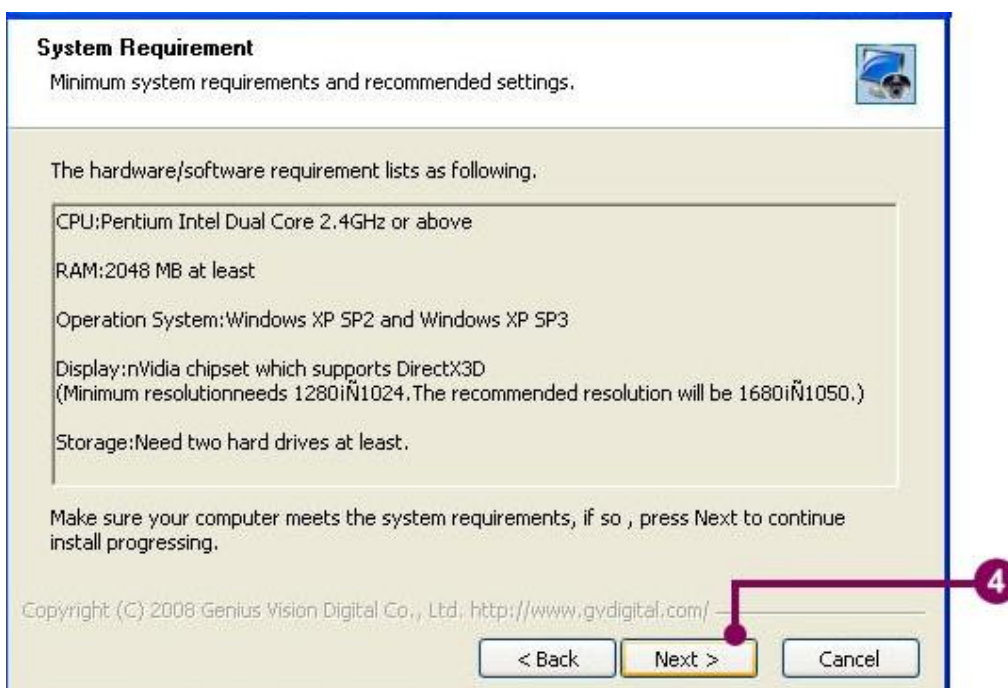 System Requirement
Minimum system requirements and recommended settings.
The hardware/software requirement lists as following.
CPU:Pentium Intel Dual Core 2.4GHz or above
RAM:2048 MB at least
Operation System:Windows XP SP2 and Windows XP SP3
Display:nVidia chipset which supports DirectX3D
(Minimum resolutionneeds 1280iÑ1024.The recommended resolution will be 1680iÑ1050.)
Storage:Need two hard drives at least.
Make sure your computer meets the system requirements, if so , press Next to continue
install progressing.
4
Copyright (C) 2008 Genius Vision Digital Co., Ltd. http://www.gvdigital.com/
< Back Next > Cancel